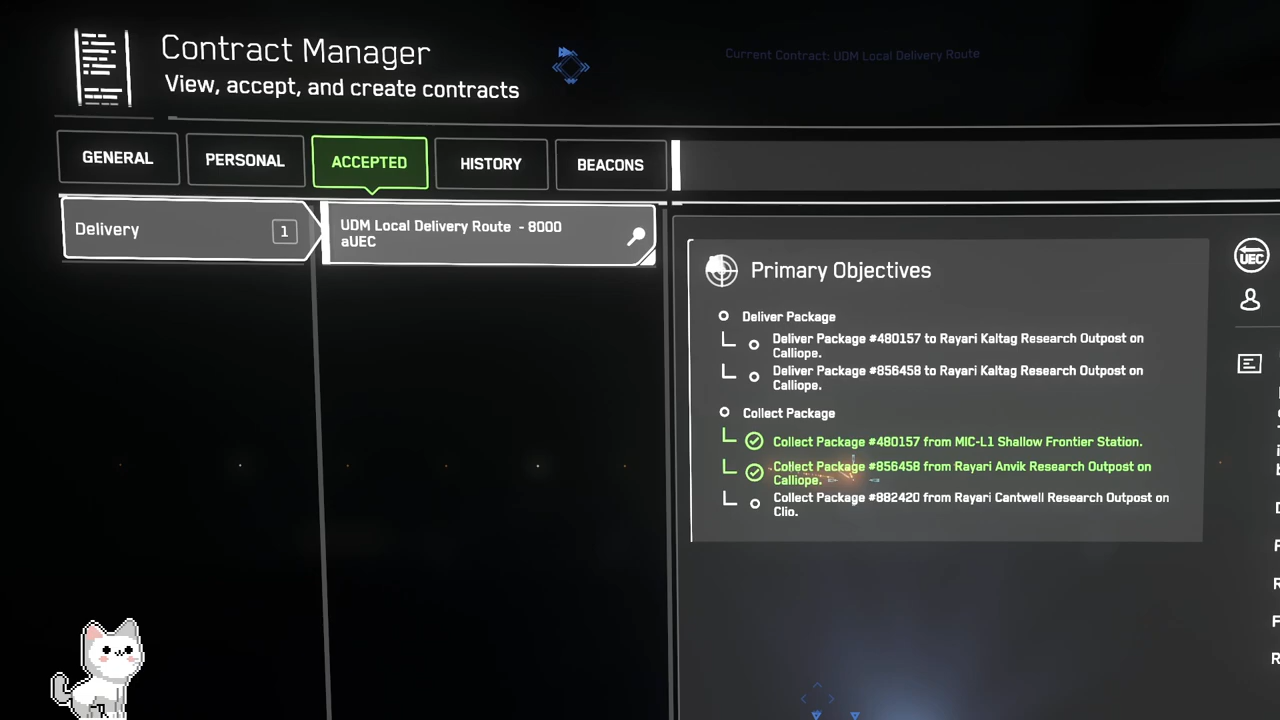 Contract Manager
View, accept, and create contracts
Current Contract: UDM Local Delivery Route
GENERAL
PERSONAL
ACCEPTED
HISTORY
BEACONS
Delivery
1
UDM Local Delivery Route - 8000
aUEC
Primary Objectives
Deliver Package
Deliver Package #480157 to Rayari Kaltag Research Outpost on
Calliope.
Deliver Package #856458 to Rayari Kaltag Research Outpost on
Calliope.
Collect Package
Collect Package #480157 from MIC-L1 Shallow Frontier Station.
Collect Package #856458 from Rayari Anvik Research Outpost on
Calliope.
Collect Package #882420 from Rayari Cantwell Research Outpost on
Clio.
UEC